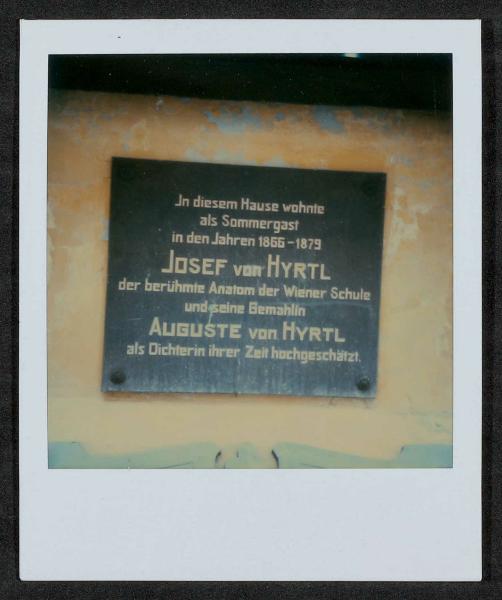 In diesem Hause wohnte
als Sommergast
in den Jahren 1866-1879
JOSEF von HYRTL
der berühmte Anatom der Wiener Schule
und seine Gemahlin
AUGUSTE von HYRTL
als Dichterin ihrer Zeit hochgeschätzt.